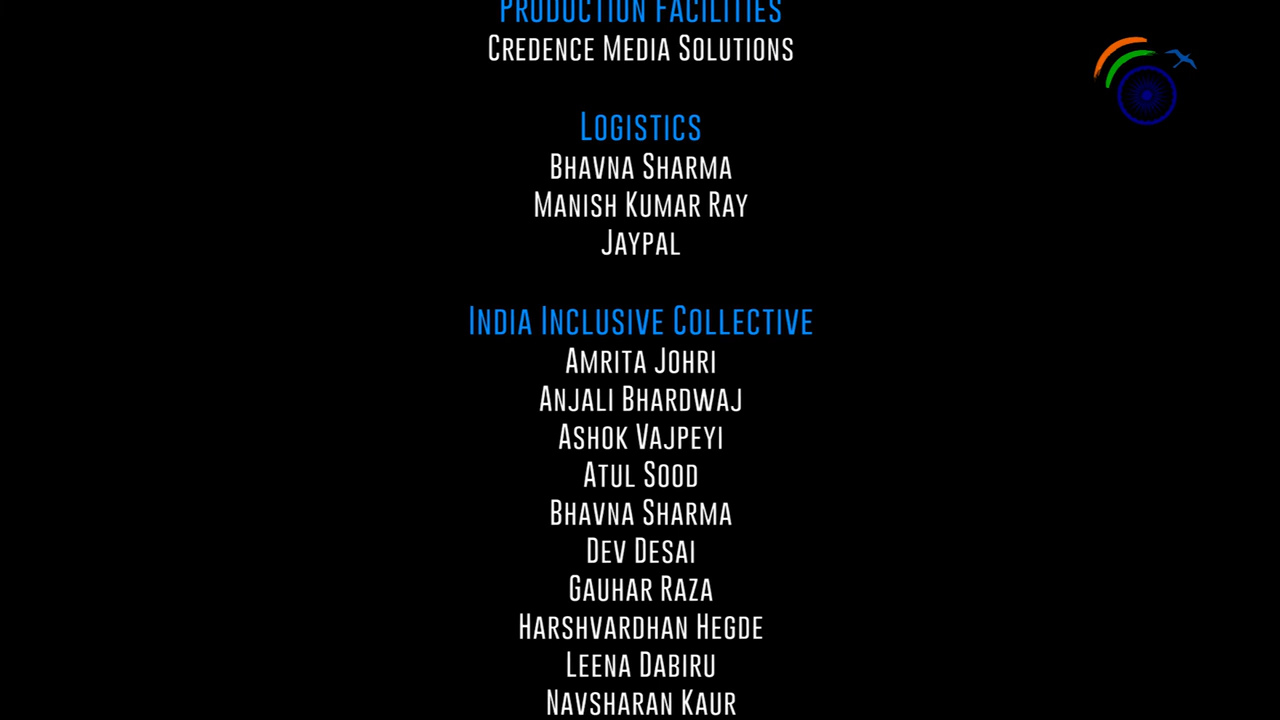 Production Facilities
Credence Media Solutions
Logistics
Bhavna Sharma
Manish Kumar Ray
Jaypal
India Inclusive Collective
Amrita Johri
Anjali Bhardwaj
Ashok Vajpeyi
Atul Sood
Bhavna Sharma
Dev Desai
Gauhar Raza
Harshvardhan Hegde
Leena Dabiru
Navsharan Kaur